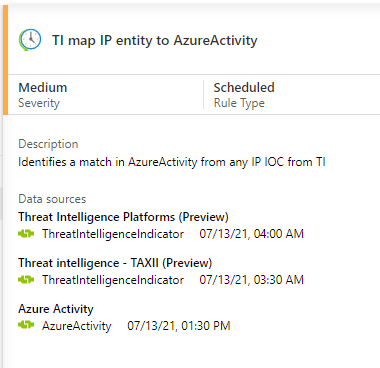 TI map IP entity to AzureActivity
Medium
Severity
Scheduled
Rule Type
Description
Identifies a match in AzureActivity from any IP IOC from TI
Data sources
Threat Intelligence Platforms (Preview)
ThreatIntelligenceIndicator 07/13/21, 04:00 AM
Threat intelligence - TAXII (Preview)
ThreatIntelligenceIndicator 07/13/21, 03:30 AM
Azure Activity
AzureActivity 07/13/21, 01:30 PM